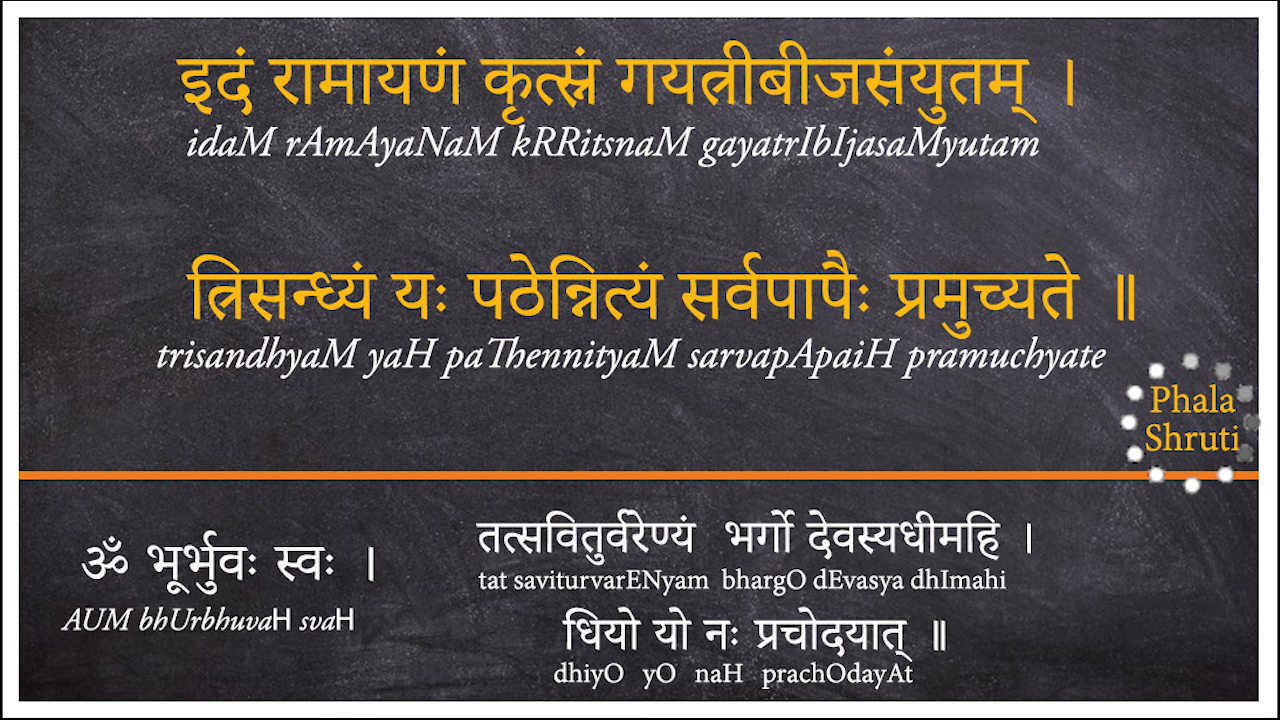 इदं रामायणं कृत्स्नं गयत्रीबीजसंयुतम् ।
idaM rAmAyaNaM kRRitsnaM gayatrIbIjasaMyutam
त्रिसन्ध्यं यः पठेन्नित्यं सर्वपापैः प्रमुच्यते ॥
trisandhyaM yaH paThennityaM sarvapApaiH pramuchyate
Phala
Shruti
ॐ भूर्भुवः स्वः ।
AUM bhUrbhuvaH svaH
तत्सवितुर्वरेण्यं भर्गो देवस्यधीमहि ।
tat saviturvarENyam bhargO dEvasya dhImahi
धियो यो नः प्रचोदयात् ॥
dhiyO yO naH prachOdayAt